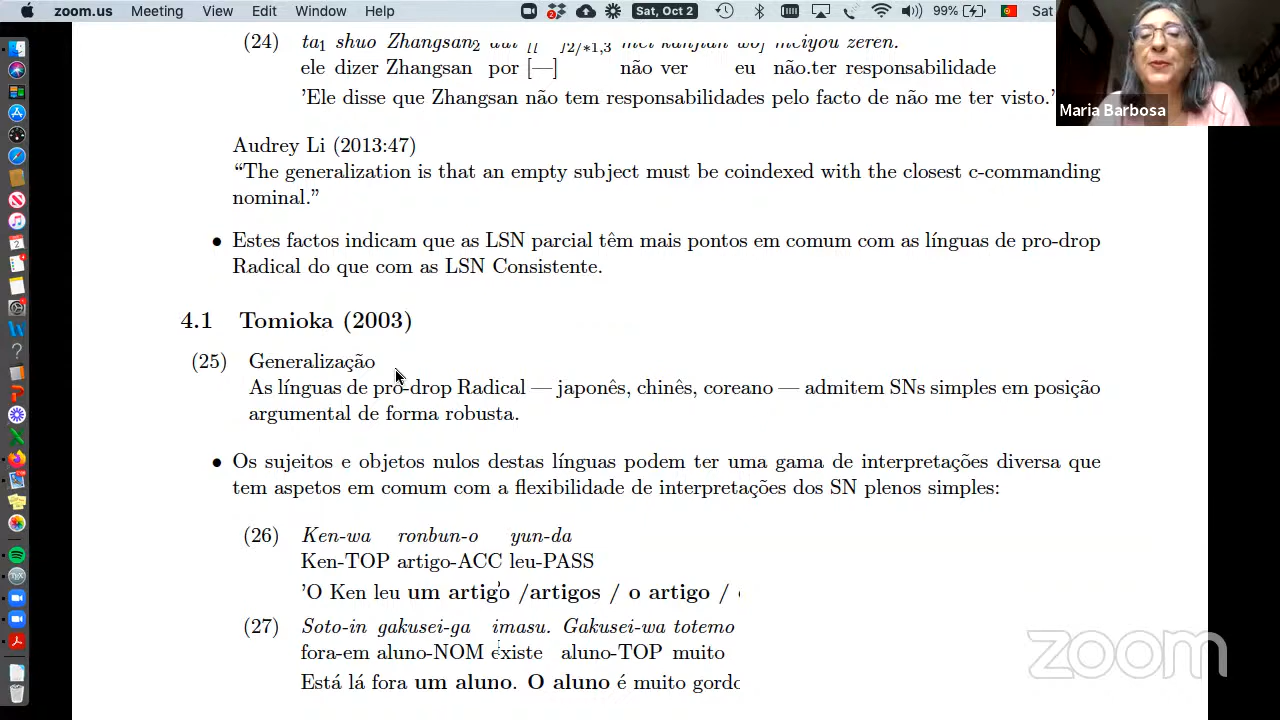 zoom.us Meeting View Edit Window Help Sat, Oct 2 99% Sat
(24) ta1 shuo Zhangsan2 ]2/*1,3 mei kanjian wo] meiyou zeren.
ele dizer Zhangsan por [—] não ver eu não.ter responsabilidade
'Ele disse que Zhangsan não tem responsabilidades pelo facto de não me ter visto.'
Maria Barbosa
Audrey Li (2013:47)
“The generalization is that an empty subject must be coindexed with the closest c-commanding
nominal.”
• Estes factos indicam que as LSN parcial têm mais pontos em comum com as línguas de pro-drop
Radical do que com as LSN Consistente.
4.1 Tomioka (2003)
(25) Generalização
As línguas de pro-drop Radical — japonês, chinês, coreano — admitem SNs simples em posição
argumental de forma robusta.
• Os sujeitos e objetos nulos destas línguas podem ter uma gama de interpretações diversa que
tem aspetos em comum com a flexibilidade de interpretações dos SN plenos simples:
(26) Ken-wa ronbun-o yun-da
Ken-TOP artigo-ACC leu-PASS
'O Ken leu um artigo /artigos / o artigo /
(27) Soto-in gakusei-ga imasu. Gakusei-wa totemo
fora-em aluno-NOM existe aluno-TOP muito
Está lá fora um aluno. O aluno é muito gordo
zoom